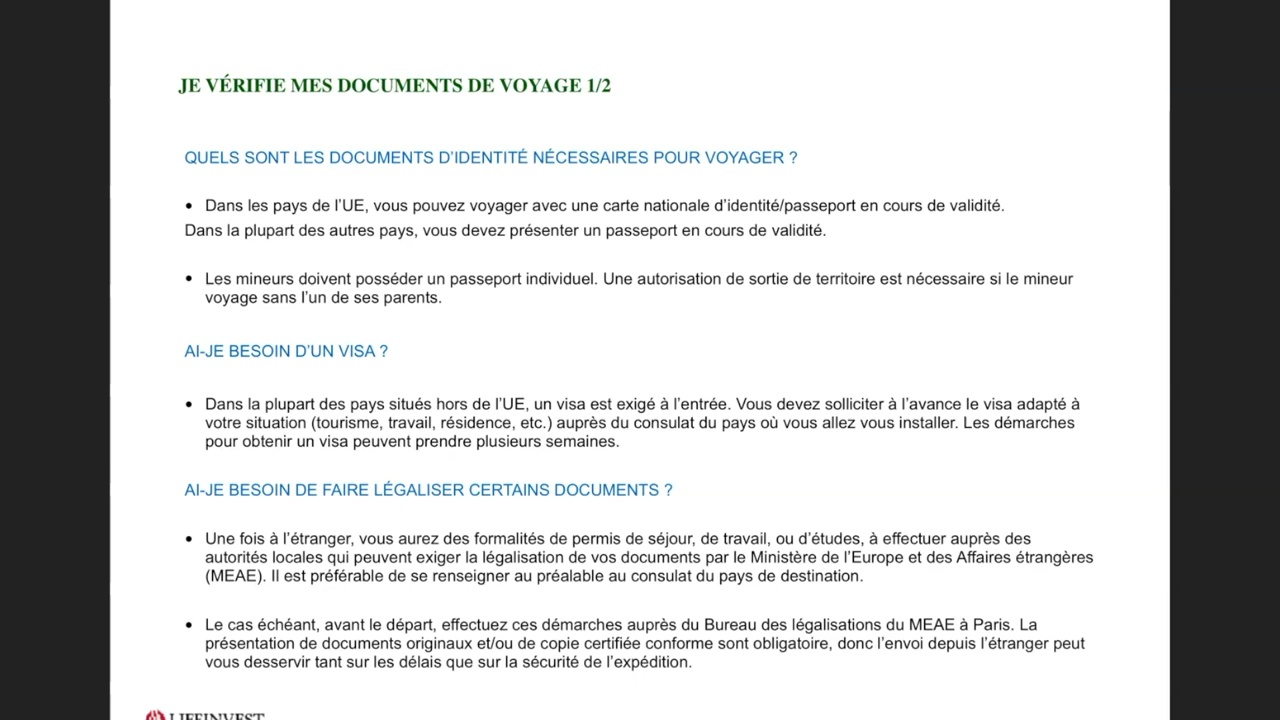 JE VÉRIFIE MES DOCUMENTS DE VOYAGE 1/2
QUELS SONT LES DOCUMENTS D’IDENTITÉ NÉCESSAIRES POUR VOYAGER ?
• Dans les pays de l’UE, vous pouvez voyager avec une carte nationale d’identité/passeport en cours de validité.
Dans la plupart des autres pays, vous devez présenter un passeport en cours de validité.
• Les mineurs doivent posséder un passeport individuel. Une autorisation de sortie de territoire est nécessaire si le mineur
voyage sans l’un de ses parents.
AI-JE BESOIN D’UN VISA ?
• Dans la plupart des pays situés hors de l’UE, un visa est exigé à l’entrée. Vous devez solliciter à l’avance le visa adapté à
votre situation (tourisme, travail, résidence, etc.) auprès du consulat du pays où vous allez vous installer. Les démarches
pour obtenir un visa peuvent prendre plusieurs semaines.
AI-JE BESOIN DE FAIRE LÉGALISER CERTAINS DOCUMENTS ?
• Une fois à l’étranger, vous aurez des formalités de permis de séjour, de travail, ou d’études, à effectuer auprès des
autorités locales qui peuvent exiger la légalisation de vos documents par le Ministère de l’Europe et des Affaires étrangères
(MEAE). Il est préférable de se renseigner au préalable au consulat du pays de destination.
• Le cas échéant, avant le départ, effectuez ces démarches auprès du Bureau des légalisations du MEAE à Paris. La
présentation de documents originaux et/ou de copie certifiée conforme sont obligatoire, donc l’envoi depuis l’étranger peut
vous desservir tant sur les délais que sur la sécurité de l’expédition.
LIFEINVEST